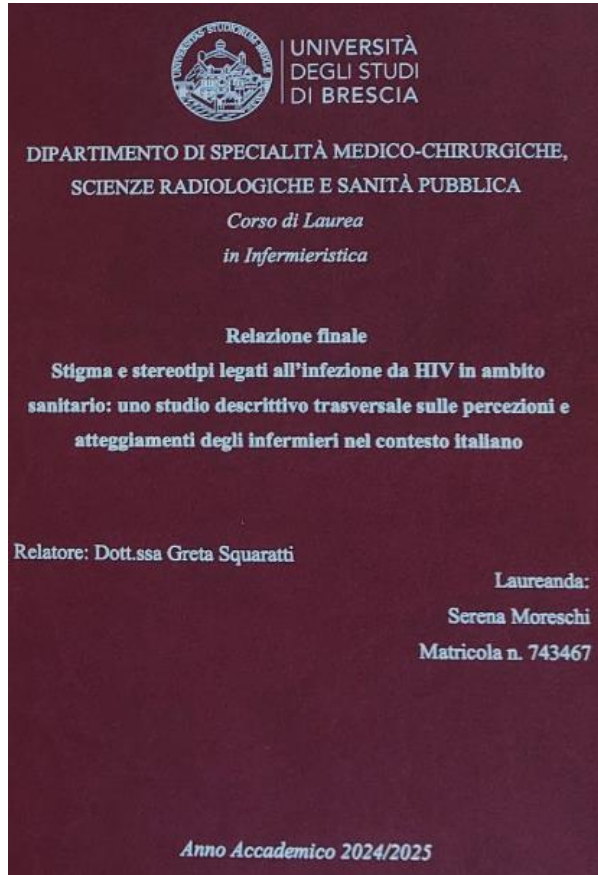 UNIVERSITÀ
DEGLI STUDI
DI BRESCIA
DIPARTIMENTO DI SPECIALITÀ MEDICO-CHIRURGICHE,
SCIENZE RADIOLOGICHE E SANITÀ PUBBLICA
Corso di Laurea
in Infermieristica
Relazione finale
Stigma e stereotipi legati all’infezione da HIV in ambito
sanitario: uno studio descrittivo trasversale sulle percezioni e
atteggiamenti degli infermieri nel contesto italiano
Relatore: Dott.ssa Greta Squaratti
Laureanda:
Serena Moreschi
Matricola n. 743467
Anno Accademico 2024/2025